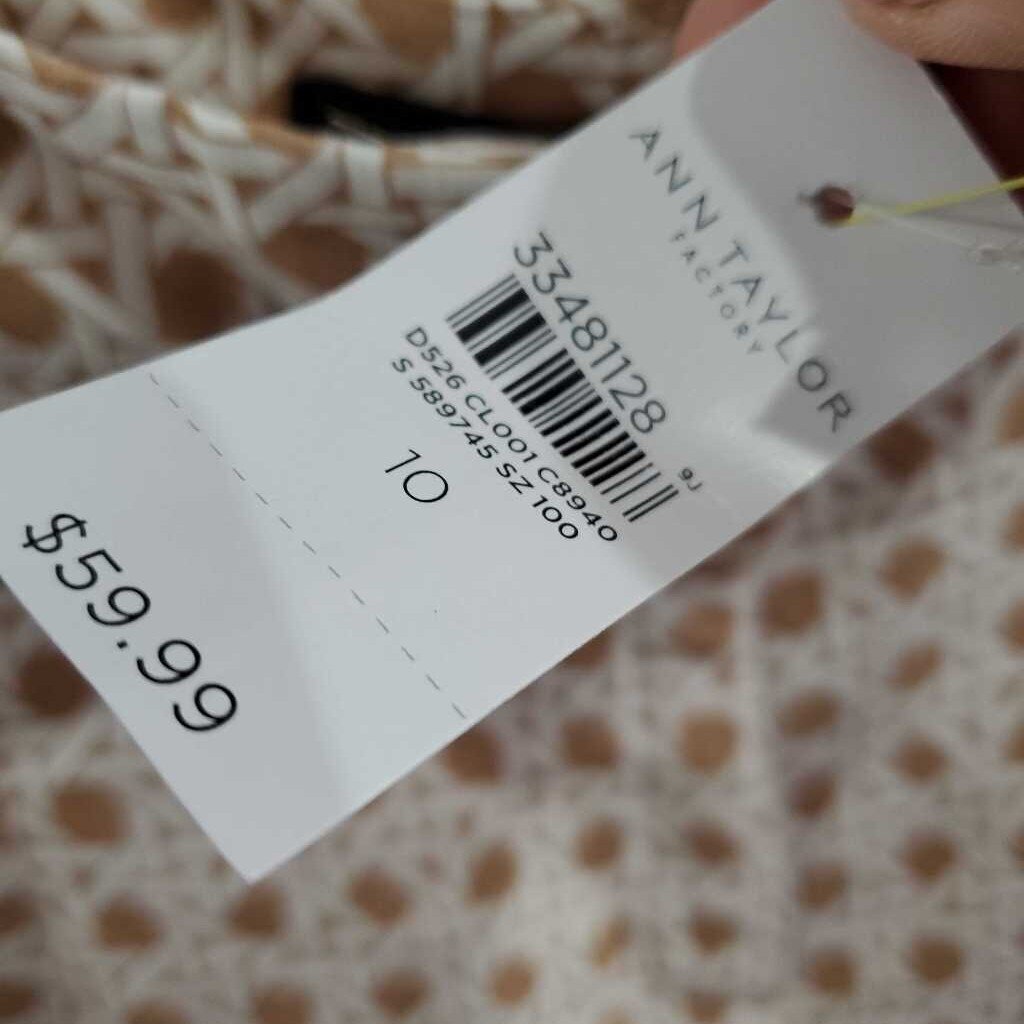 ANN TAYLOR
FACTORY
9J
33481128
D526 CL001 C8940
S 589745 SZ 100
10
$59.99